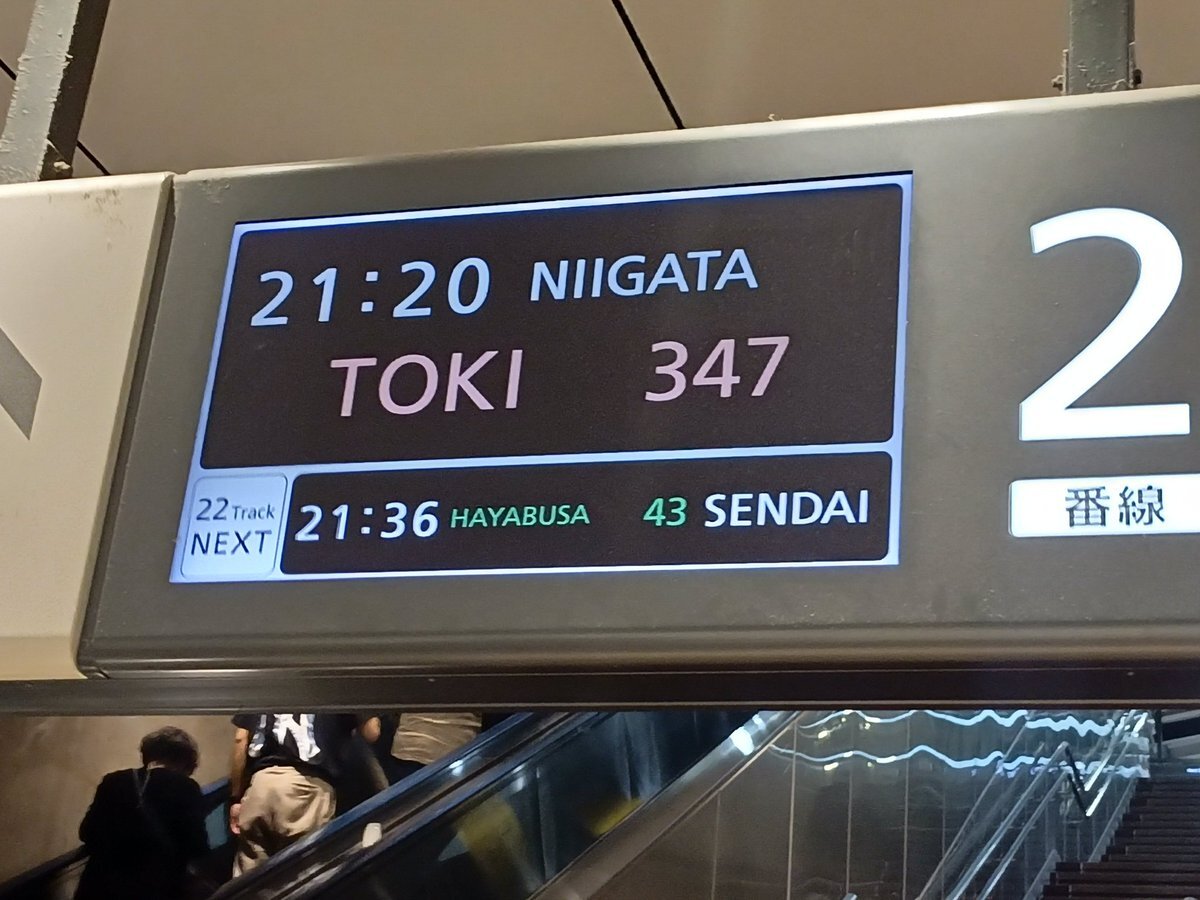 21:20 NIIGATA
TOKI 347
22 Track
NEXT
21:36 HAYABUSA 43 SENDAI
2
番線